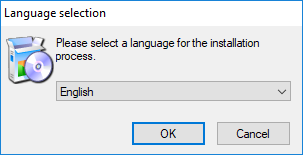 Language selection
Please select a language for the installation
process.
English
OK
Cancel